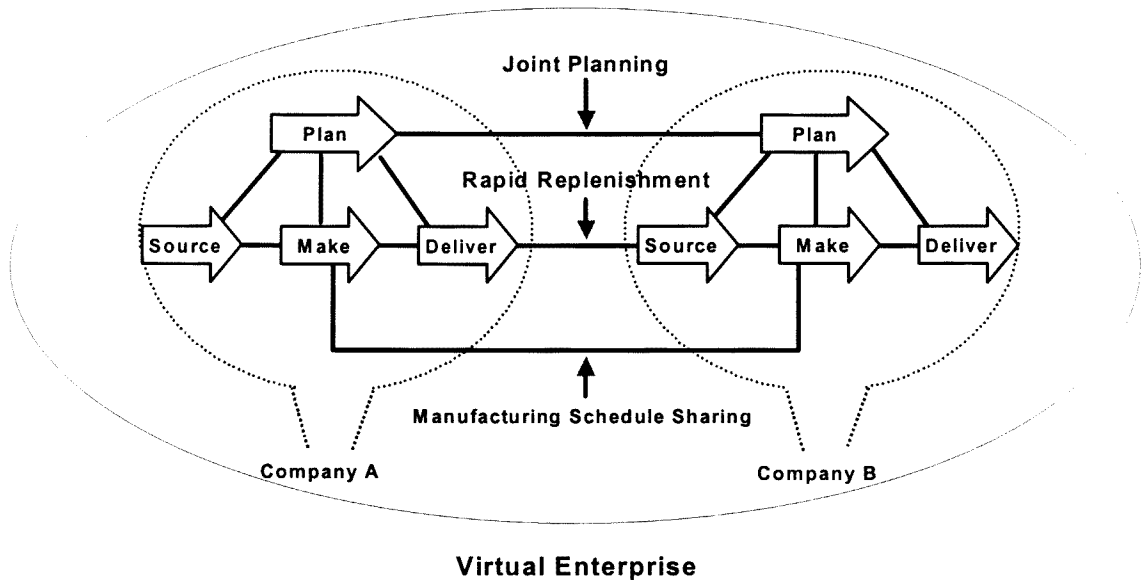 Joint Planning
Plan
Plan
Rapid Replenishment
Source
Make
Deliver
Source
Make
Deliver
Manufacturing Schedule Sharing
Company A
Company B
Virtual Enterprise